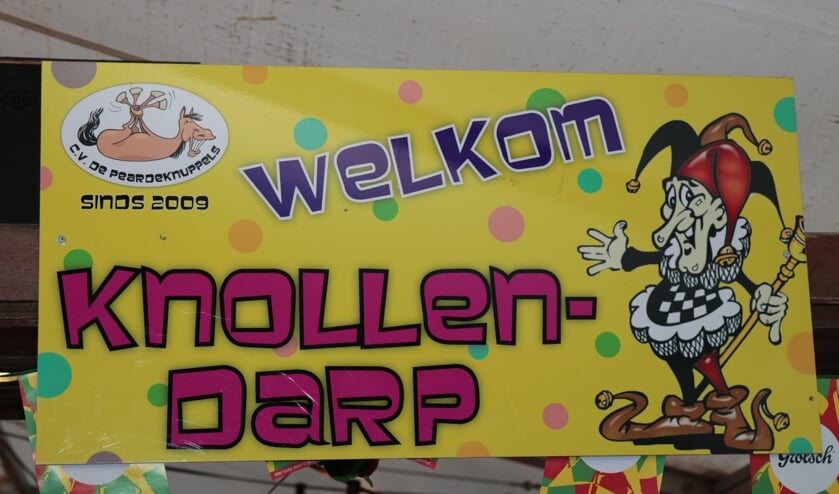 C.V. DE PEARDEKNUPPELS
SINDS 2009
WELKOM
KNOLLEN-
DARP
Grolsch